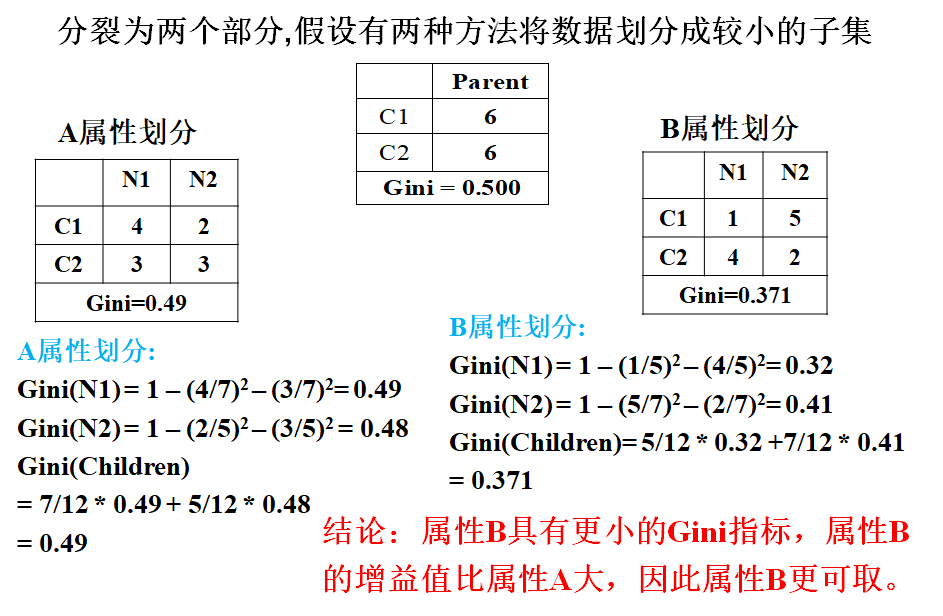 分裂为两个部分,假设有两种方法将数据划分成较小的子集
Parent
C1 6
C2 6
Gini = 0.500
A属性划分
N1 N2
C1 4 2
C2 3 3
Gini=0.49
B属性划分
N1 N2
C1 1 5
C2 4 2
Gini=0.371
A属性划分:
Gini(N1) = 1 – (4/7)²– (3/7)²= 0.49
Gini(N2) = 1 – (2/5)²– (3/5)² = 0.48
Gini(Children)
= 7/12 * 0.49 + 5/12 * 0.48
= 0.49
B属性划分:
Gini(N1) = 1 – (1/5)²– (4/5)²= 0.32
Gini(N2) = 1 – (5/7)²– (2/7)²= 0.41
Gini(Children)= 5/12 * 0.32 +7/12 * 0.41
= 0.371
结论：属性B具有更小的Gini指标，属性B
的增益值比属性A大，因此属性B更可取。